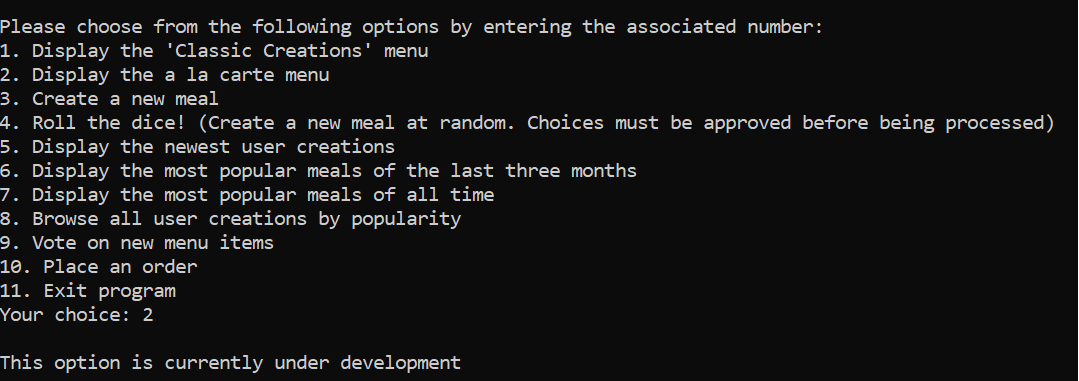 Please choose from the following options by entering the associated number:
1. Display the 'Classic Creations' menu
2. Display the a la carte menu
3. Create a new meal
4. Roll the dice! (Create a new meal at random. Choices must be approved before being processed)
5. Display the newest user creations
6. Display the most popular meals of the last three months
7. Display the most popular meals of all time
8. Browse all user creations by popularity
9. Vote on new menu items
10. Place an order
11. Exit program
Your choice: 2
This option is currently under development